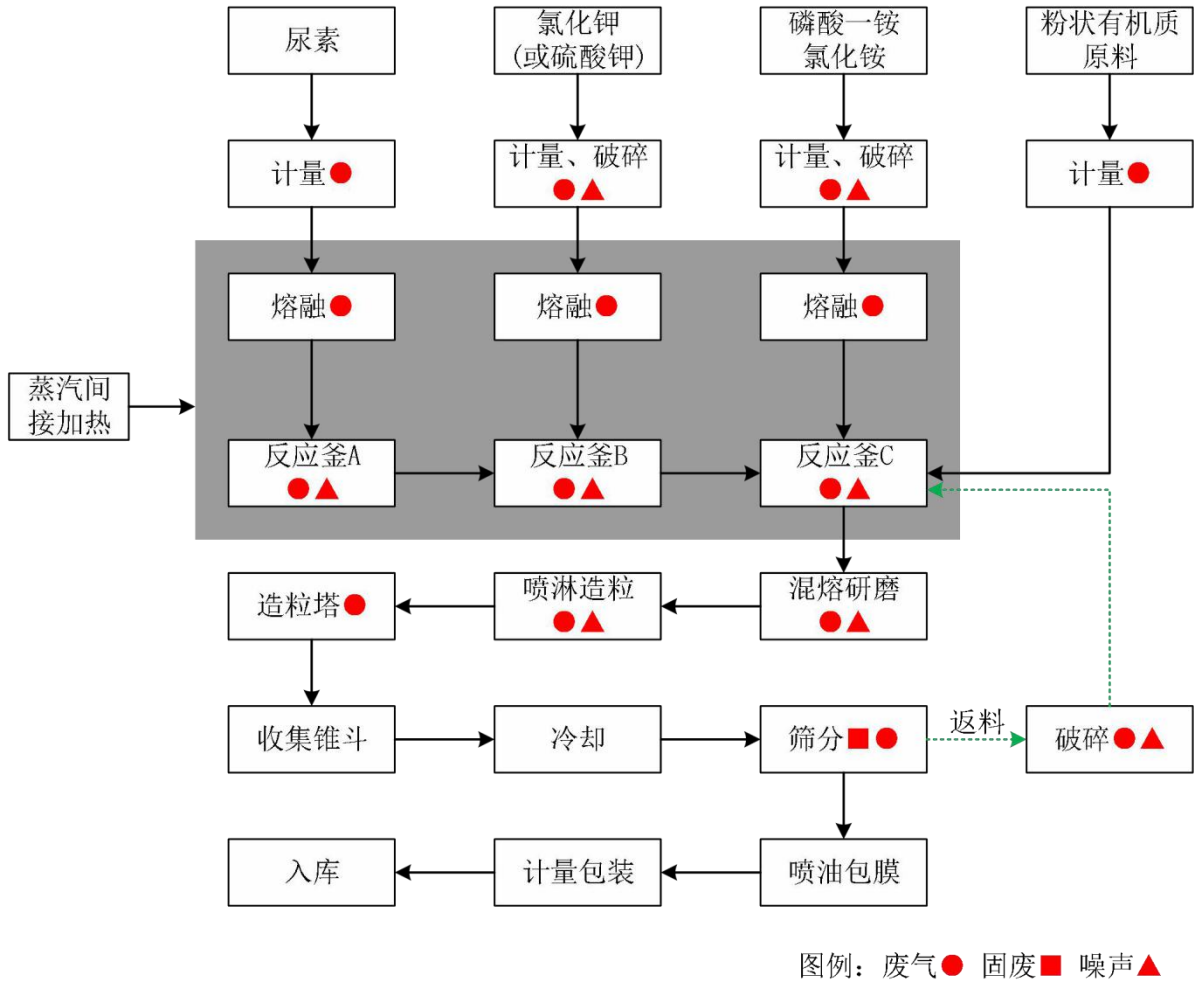 尿素
氯化钾
(或硫酸钾)
磷酸一铵
氯化铵
粉状有机质
原料
计量
计量、破碎
计量、破碎
计量
熔融
熔融
熔融
蒸汽间
接加热
反应釜A
反应釜B
反应釜C
造粒塔
喷淋造粒
混熔研磨
收集锥斗
冷却
筛分
返料
破碎
入库
计量包装
喷油包膜
图例：废气 固废 噪声